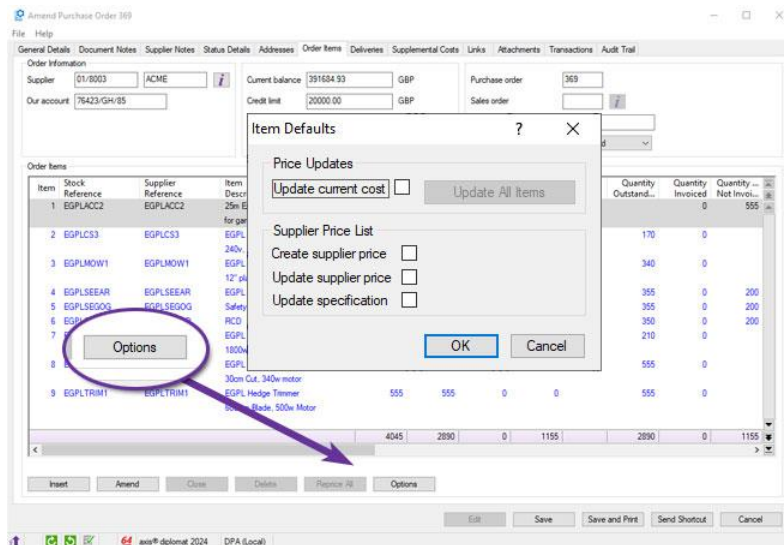 Amend Purchase Order 369
File Help
General Details Document Notes Supplier Notes Status Details Addresses Order Items Deliveries Supplemental Costs Links Attachments Transactions Audit Trail
Order Information
Supplier 01/8003 ACME i Current balance 391684.93 GBP Purchase order 369
Our account 76423/GH/85 Credit limit 20000.00 GBP Sales order i
Item Defaults ? X
Price Updates
Update current cost Update All Items
Supplier Price List
Create supplier price
Update supplier price
Update specification
OK Cancel
Order Items
Item Stock Reference Supplier Reference Item Descr Quantity Outstand... Quantity Invoiced Quantity ... Not Invoi...
1 EGPLACC2 EGPLACC2 25m E 0 555
for gar
2 EGPLCS3 EGPLCS3 EGPL 170 0
240v,
3 EGPLMOW1 EGPLMOW1 EGPL 340 0
12" pla
4 EGPLSEEAR EGPLSEEAR EGPL 355 0 200
5 EGPLSEGOG EGPLSEGOG Safety 355 0 200
6 RCD 350 0 200
7 EGPL 210 0
1800w
8 EGPL 555 0
30cm Cut, 340w motor
9 EGPLTRIM1 EGPLTRIM1 EGPL Hedge Trimmer 555 555 0 0 555 0
Blade, 500w Motor
Options
4045 2890 0 1155 2890 0 1155
Insert Amend Close Delete Reprice All Options
Edit Save Save and Print Send Shortcut Cancel
64 axis® diplomat 2024 DPA (Local)